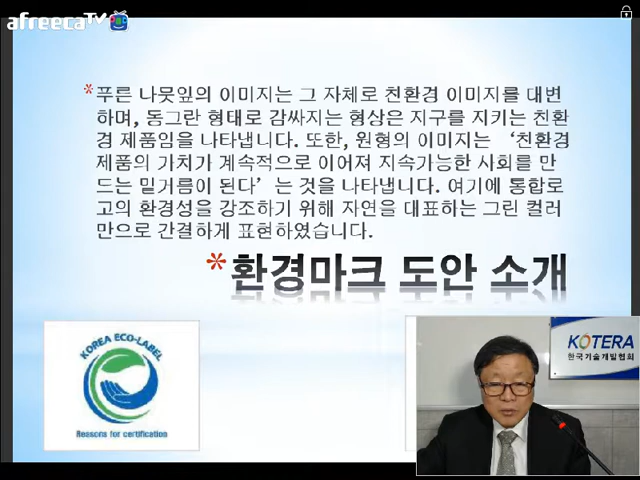 afreecaTV
*푸른 나뭇잎의 이미지는 그 자체로 친환경 이미지를 대변
하며, 동그란 형태로 감싸지는 형상은 지구를 지키는 친환
경 제품임을 나타냅니다. 또한, 원형의 이미지는 ‘친환경
제품의 가치가 계속적으로 이어져 지속가능한 사회를 만
드는 밑거름이 된다’는 것을 나타냅니다. 여기에 통합로
고의 환경성을 강조하기 위해 자연을 대표하는 그린 컬러
만으로 간결하게 표현하였습니다.
*환경마크 도안 소개
KOREA ECO-LABEL
Reasons for certification
KOTERA
한국기술개발협회